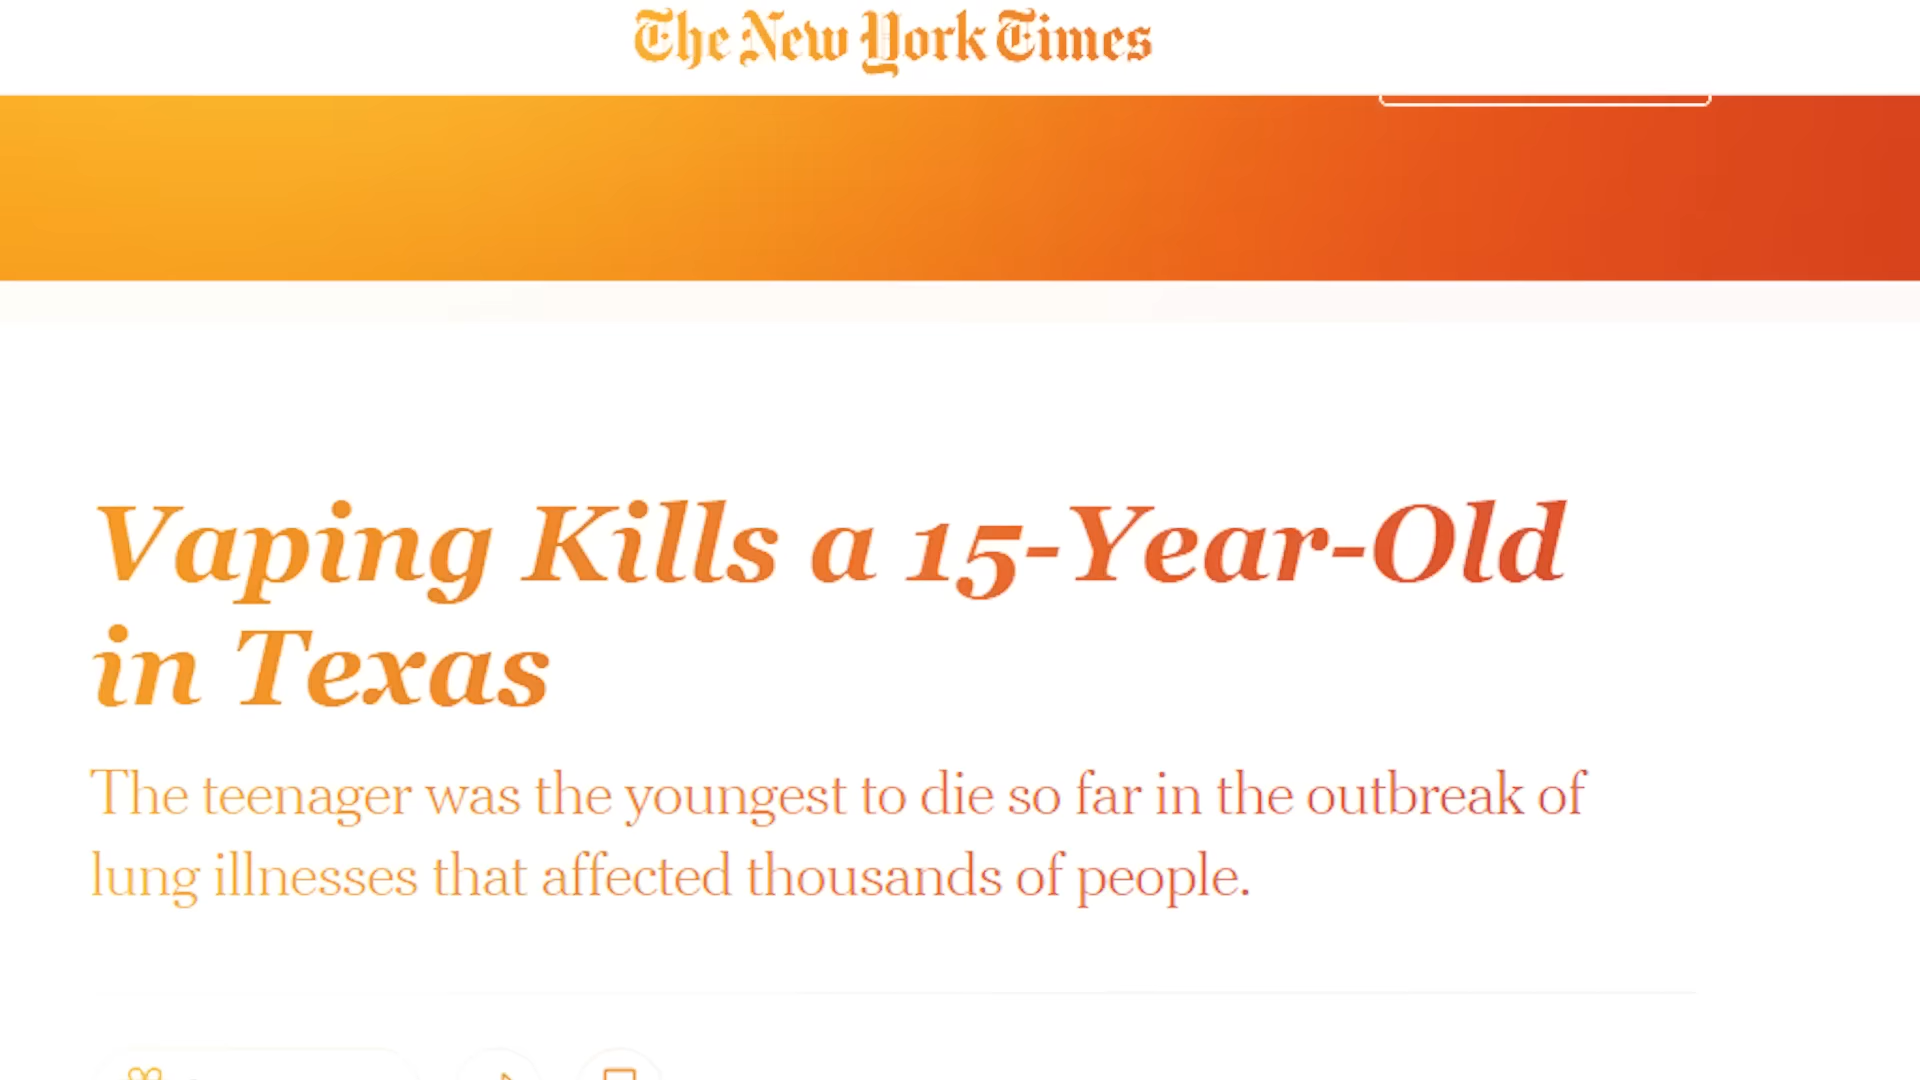 The New York Times
Vaping Kills a 15-Year-Old
in Texas
The teenager was the youngest to die so far in the outbreak of
lung illnesses that affected thousands of people.